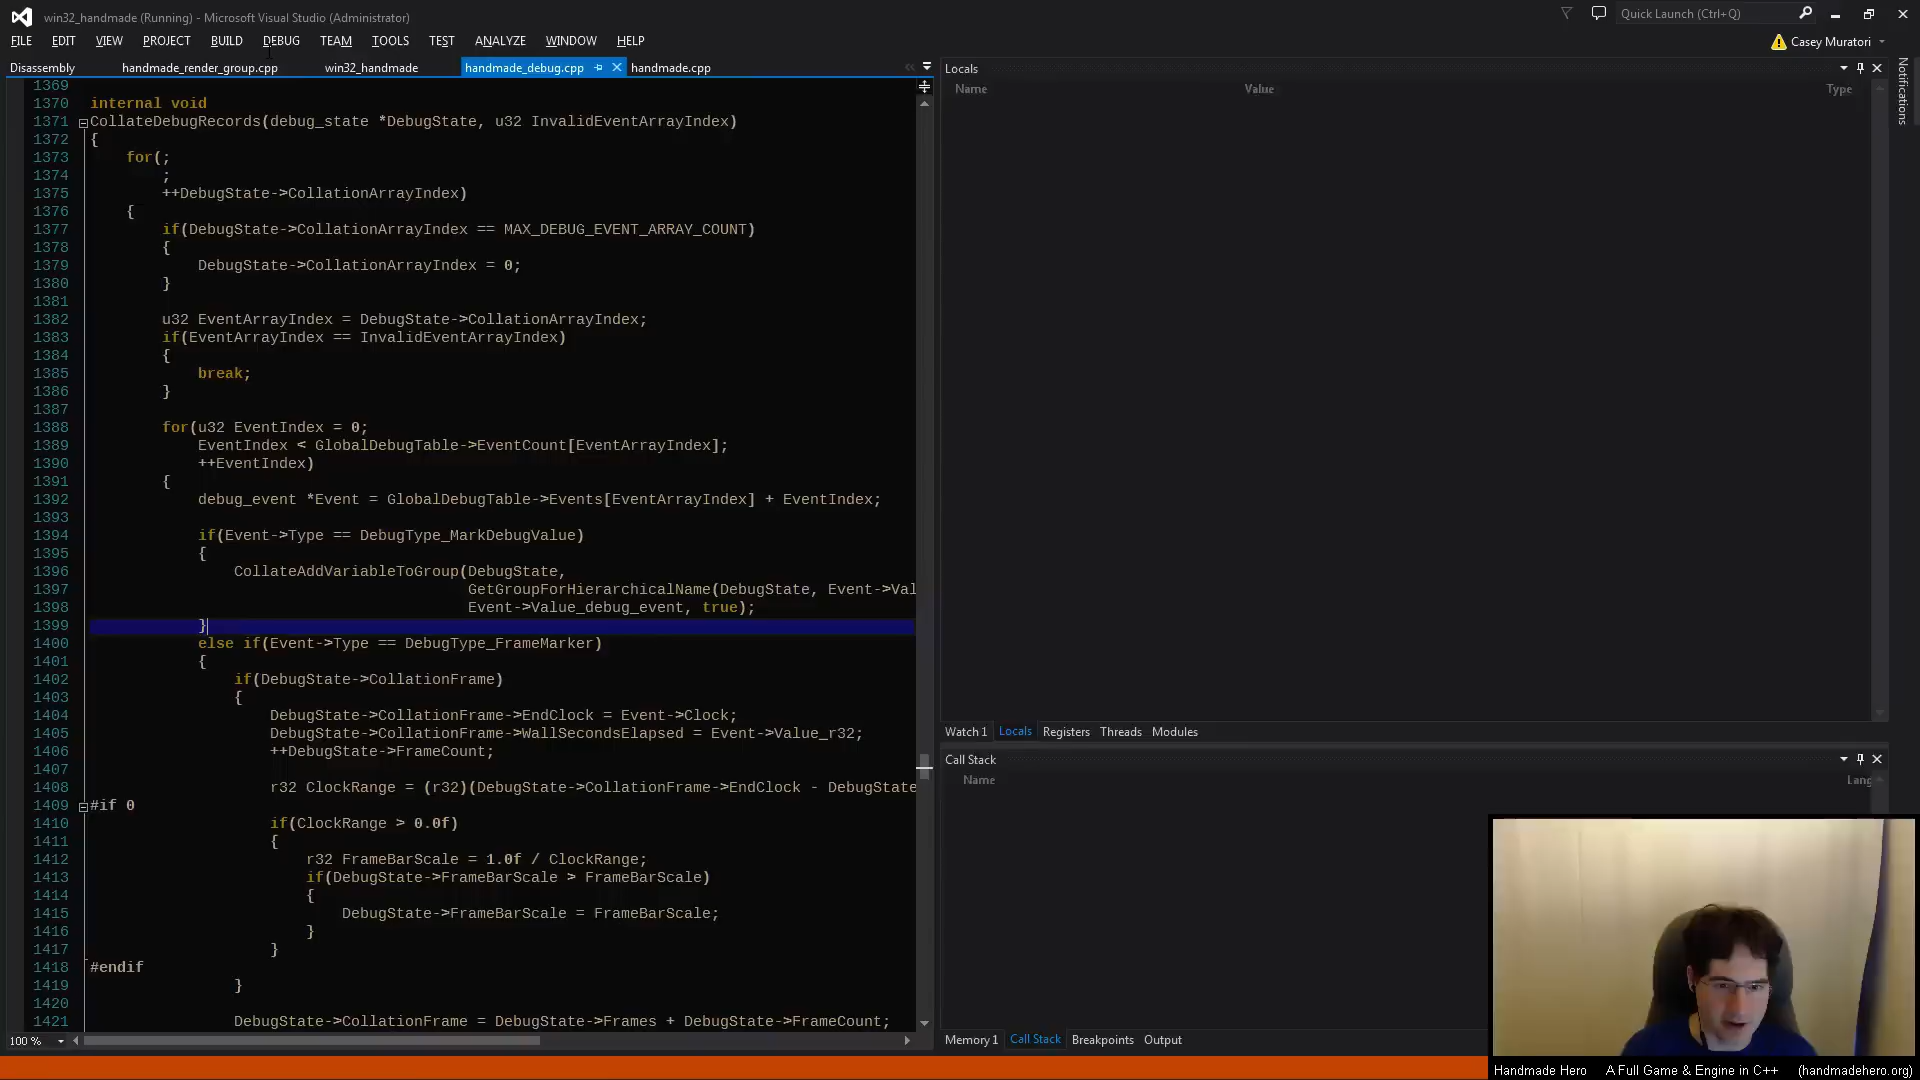 win32_handmade (Running) - Microsoft Visual Studio (Administrator)
Quick Launch (Ctrl+Q)
FILE EDIT VIEW PROJECT BUILD DEBUG TEAM TOOLS TEST ANALYZE WINDOW HELP
Casey Muratori
Disassembly handmade_render_group.cpp win32_handmade handmade_debug.cpp handmade.cpp
Locals
Notifications
Name Value Type
1369
1370 internal void
1371 CollateDebugRecords(debug_state *DebugState, u32 InvalidEventArrayIndex)
1372 {
1373 for(;
1374 ;
1375 ++DebugState->CollationArrayIndex)
1376 {
1377 if(DebugState->CollationArrayIndex == MAX_DEBUG_EVENT_ARRAY_COUNT)
1378 {
1379 DebugState->CollationArrayIndex = 0;
1380 }
1381
1382 u32 EventArrayIndex = DebugState->CollationArrayIndex;
1383 if(EventArrayIndex == InvalidEventArrayIndex)
1384 {
1385 break;
1386 }
1387
1388 for(u32 EventIndex = 0;
1389 EventIndex < GlobalDebugTable->EventCount[EventArrayIndex];
1390 ++EventIndex)
1391 {
1392 debug_event *Event = GlobalDebugTable->Events[EventArrayIndex] + EventIndex;
1393
1394 if(Event->Type == DebugType_MarkDebugValue)
1395 {
1396 CollateAddVariableToGroup(DebugState,
1397 GetGroupForHierarchicalName(DebugState, Event->Val
1398 Event->Value_debug_event, true);
1399 }
1400 else if(Event->Type == DebugType_FrameMarker)
1401 {
1402 if(DebugState->CollationFrame)
1403 {
1404 DebugState->CollationFrame->EndClock = Event->Clock;
1405 DebugState->CollationFrame->WallSecondsElapsed = Event->Value_r32;
1406 ++DebugState->FrameCount;
1407
1408 r32 ClockRange = (r32)(DebugState->CollationFrame->EndClock - DebugState
1409 #if 0
1410 if(ClockRange > 0.0f)
1411 {
1412 r32 FrameBarScale = 1.0f / ClockRange;
1413 if(DebugState->FrameBarScale > FrameBarScale)
1414 {
1415 DebugState->FrameBarScale = FrameBarScale;
1416 }
1417 }
1418 #endif
1419 }
1420
1421 DebugState->CollationFrame = DebugState->Frames + DebugState->FrameCount;
100 %
Watch 1 Locals Registers Threads Modules
Call Stack
Name Lang
Memory 1 Call Stack Breakpoints Output
Handmade Hero A Full Game & Engine in C++ (handmadehero.org)